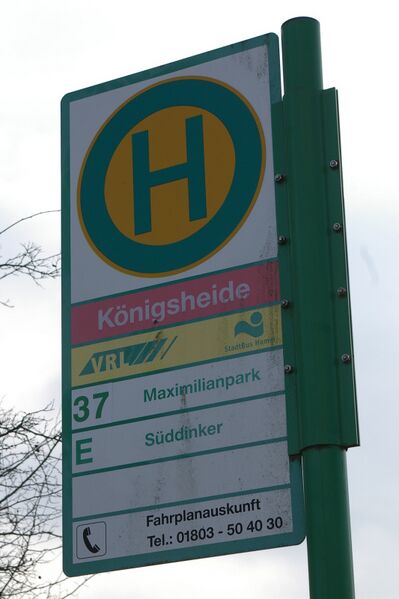 H
Königsheide
VRL
StadtBus Hamm
37 Maximilianpark
E Süddinker
Fahrplanauskunft
Tel.: 01803 - 50 40 30